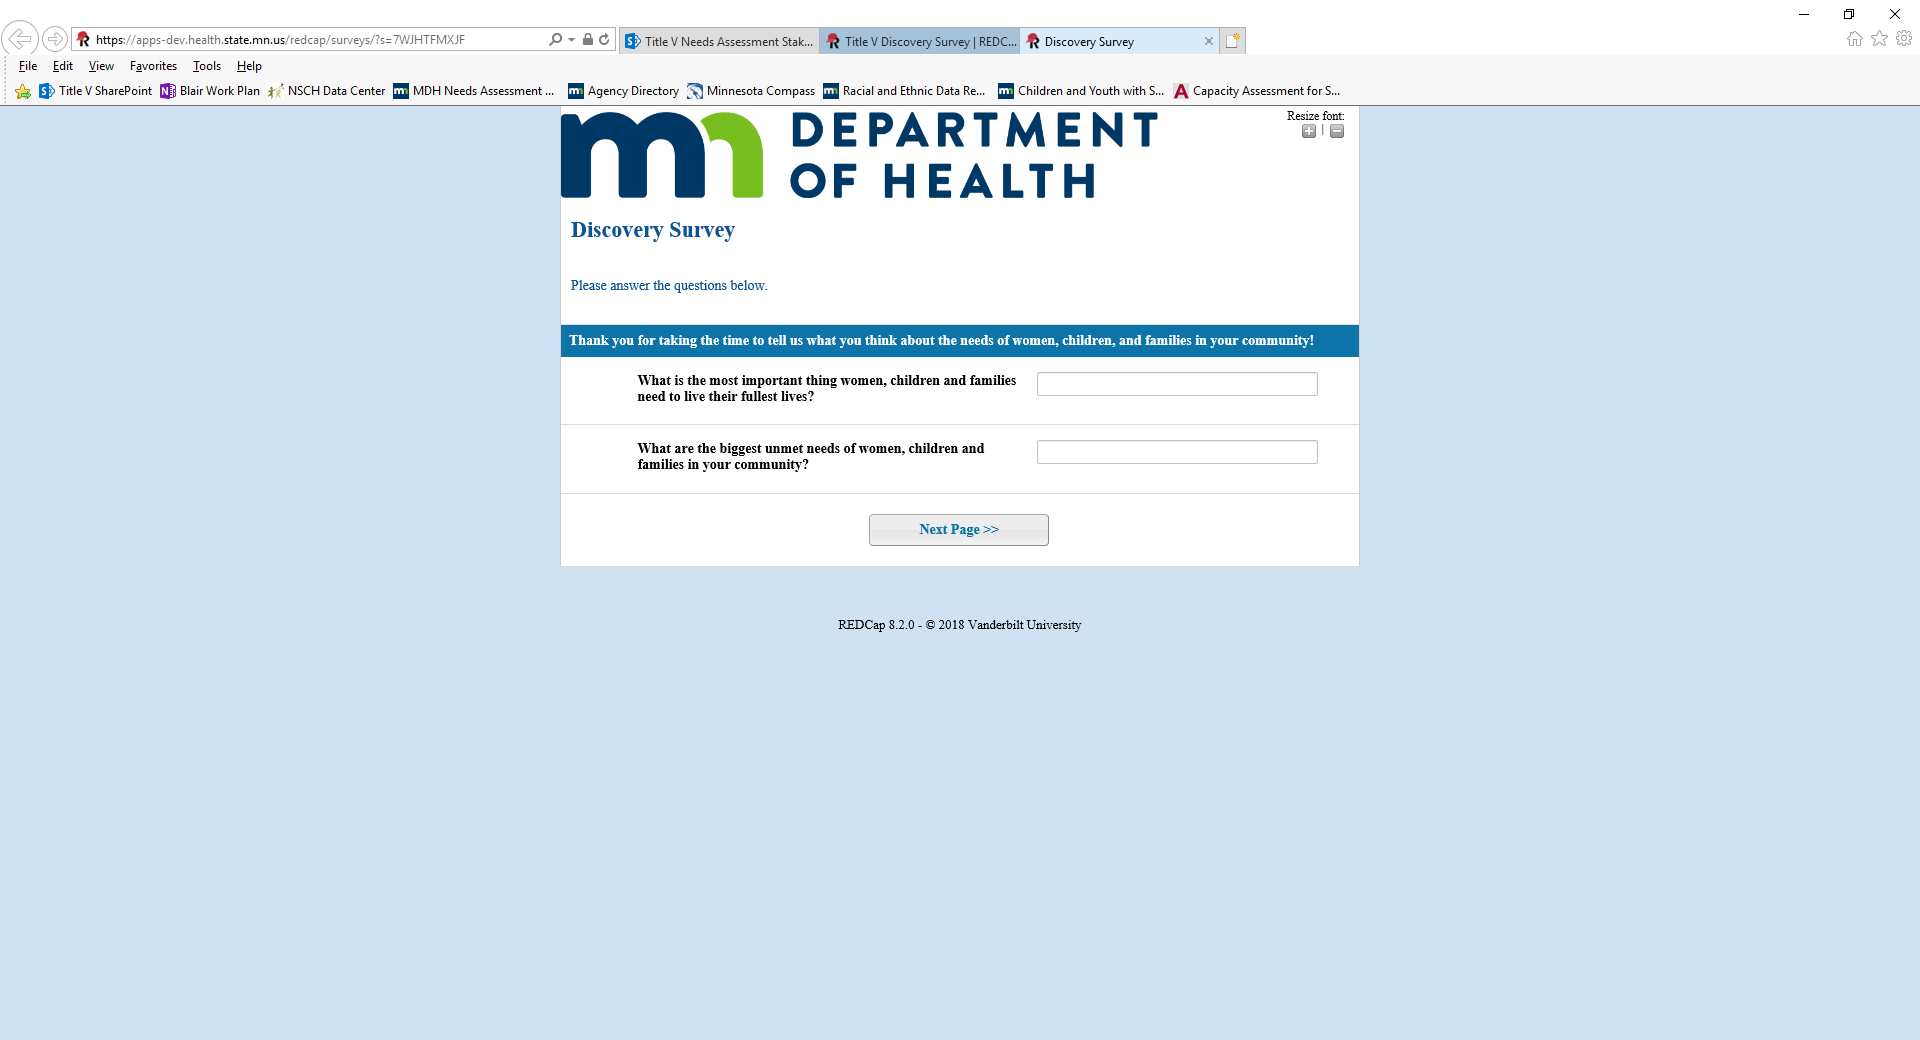 https://apps-dev.health.state.mn.us/redcap/surveys/?s=7WJHTFMXJF
Title V Needs Assessment Stak...
Title V Discovery Survey | REDC...
Discovery Survey
File Edit View Favorites Tools Help
Title V SharePoint Blair Work Plan NSCH Data Center MDH Needs Assessment ... Agency Directory Minnesota Compass Racial and Ethnic Data Re... Children and Youth with S... Capacity Assessment for S...
mn DEPARTMENT
OF HEALTH
Resize font:
|
Discovery Survey
Please answer the questions below.
Thank you for taking the time to tell us what you think about the needs of women, children, and families in your community!
What is the most important thing women, children and families
need to live their fullest lives?
What are the biggest unmet needs of women, children and
families in your community?
Next Page >>
REDCap 8.2.0 - © 2018 Vanderbilt University